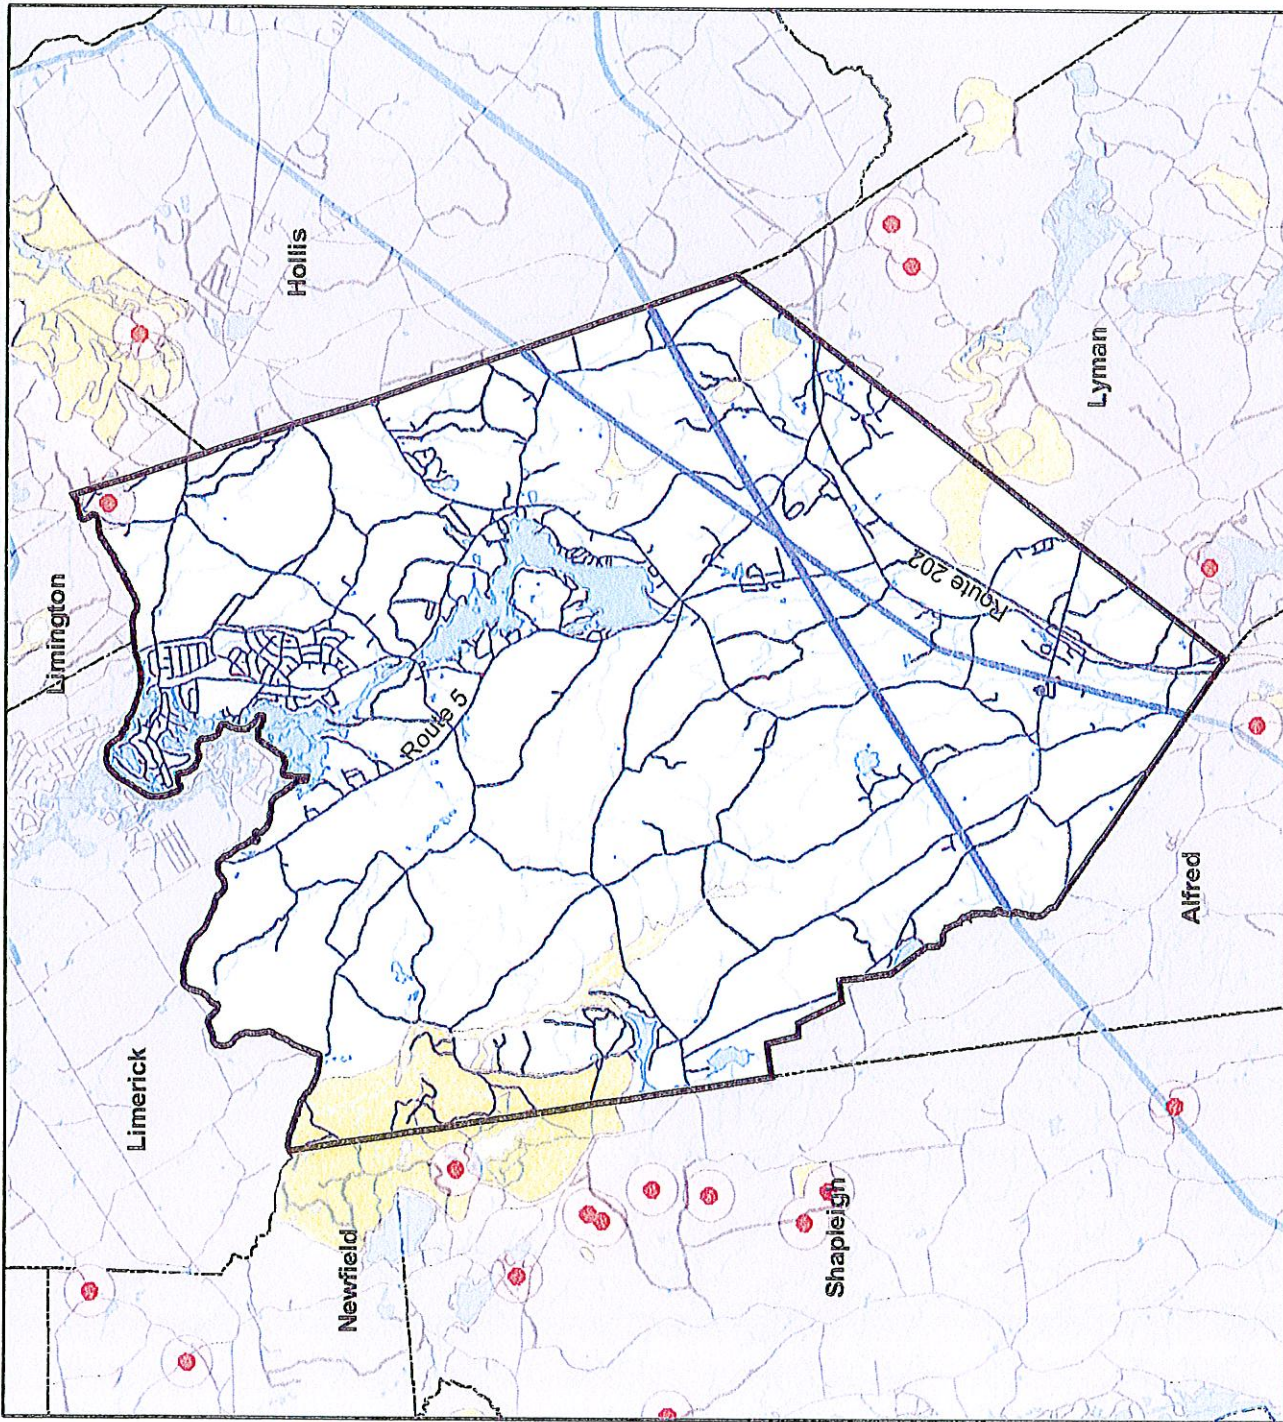 Limington
Hollis
Limerick
Route 5
Newfield
Route 202
Lyman
Shapleigh
Alfred